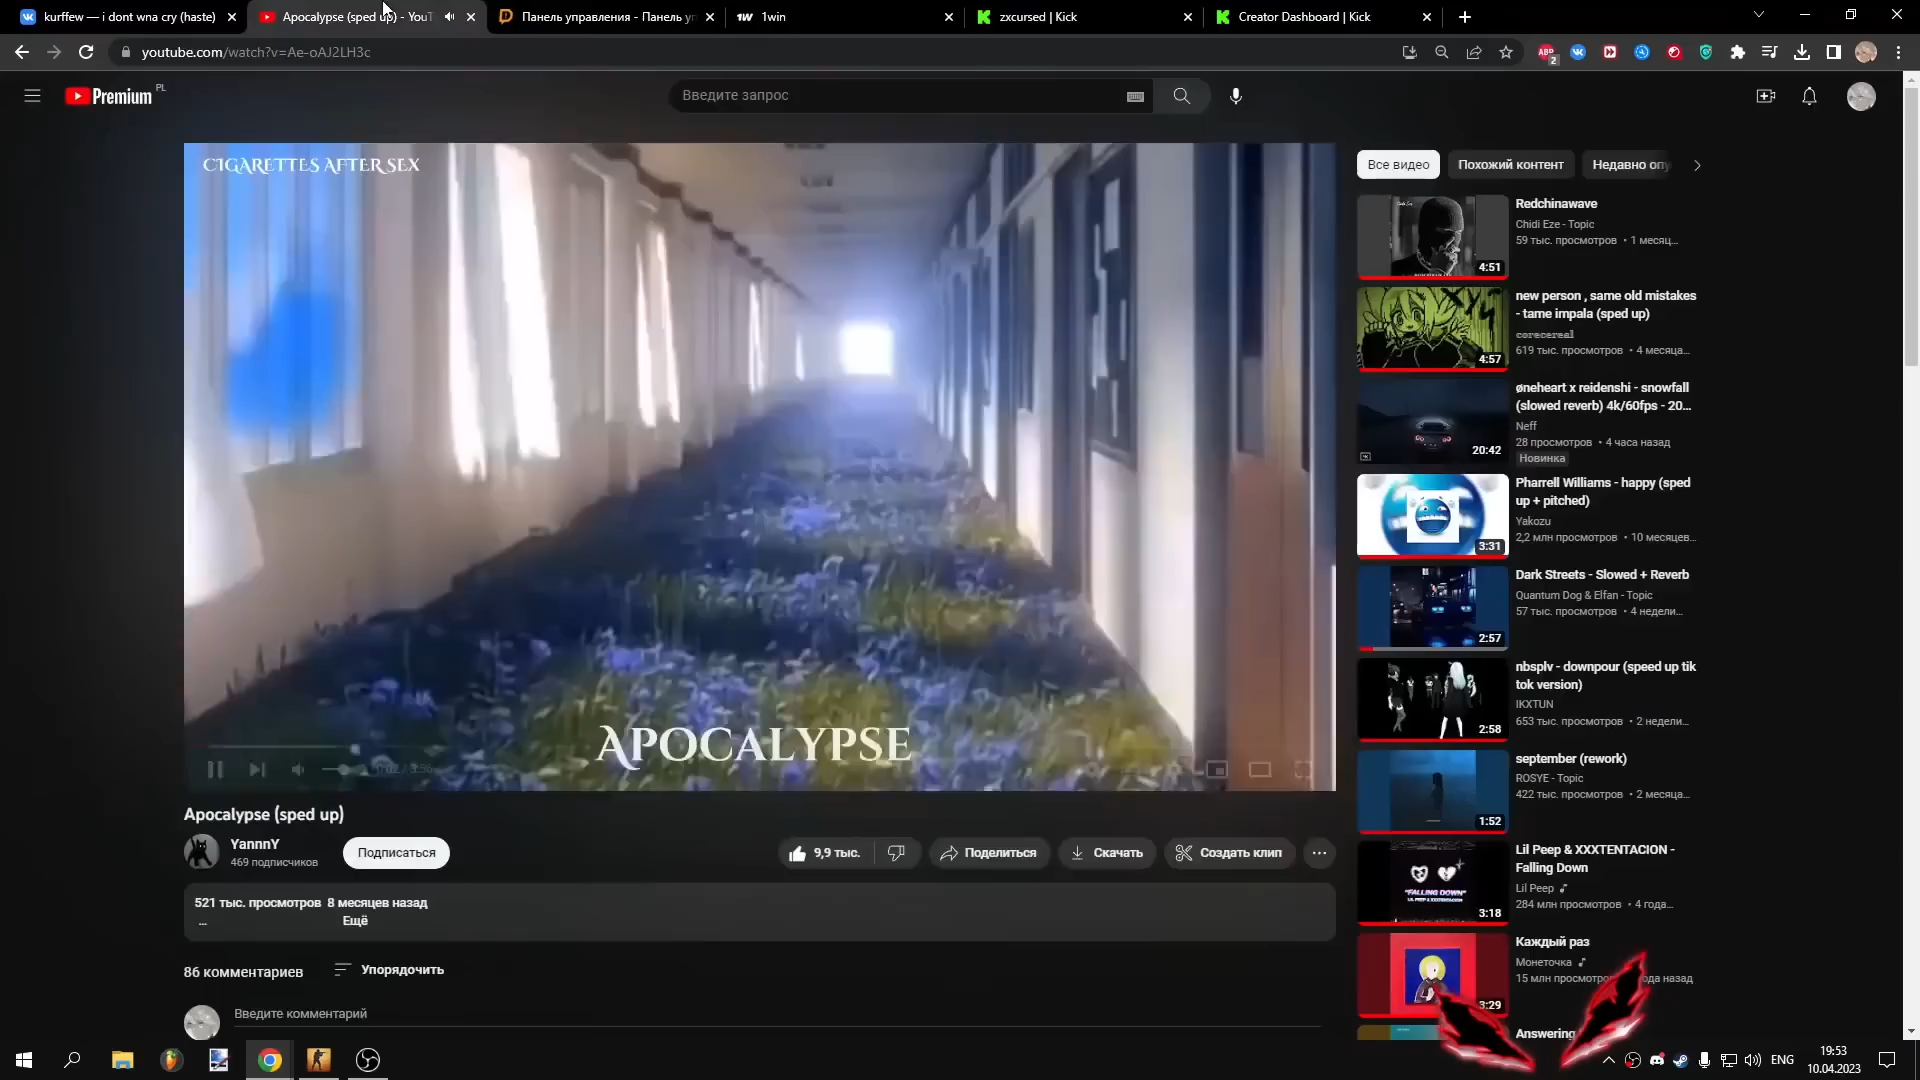 kurffew — i dont wna cry (haste)
Apocalypse (sped up) - YouT
Панель управления - Панель уп
1win
zxcursed | Kick
Creator Dashboard | Kick
youtube.com/watch?v=Ae-oAJ2LH3c
2
Premium
PL
Введите запрос
CIGARETTES AFTER SEX
APOCALYPSE
Apocalypse (sped up)
YannnY
469 подписчиков
Подписаться
9,9 тыс.
Поделиться
Скачать
Создать клип
521 тыс. просмотров 8 месяцев назад
...
Ещё
86 комментариев
Упорядочить
Введите комментарий
Все видео
Похожий контент
Недавно опу
Redchinawave
Chidi Eze - Topic
59 тыс. просмотров • 1 месяц...
4:51
new person , same old mistakes
- tame impala (sped up)
corecereal
619 тыс. просмотров • 4 месяца...
4:57
øneheart x reidenshi - snowfall
(slowed reverb) 4k/60fps - 20...
Neff
28 просмотров • 4 часа назад
Новинка
20:42
Pharrell Williams - happy (sped
up + pitched)
Yakozu
2,2 млн просмотров • 10 месяцев...
3:31
Dark Streets - Slowed + Reverb
Quantum Dog & Elfan - Topic
57 тыс. просмотров • 4 недели...
2:57
nbsplv - downpour (speed up tik
tok version)
IKXTUN
653 тыс. просмотров • 2 недели...
2:58
september (rework)
ROSYE - Topic
422 тыс. просмотров • 2 месяца...
1:52
Lil Peep & XXXTENTACION -
Falling Down
Lil Peep
284 млн просмотров • 4 года...
"FALLING DOWN"
3:18
Каждый раз
Монеточка
15 млн просмотро
ода назад
3:29
Answering
ENG
19:53
10.04.2023